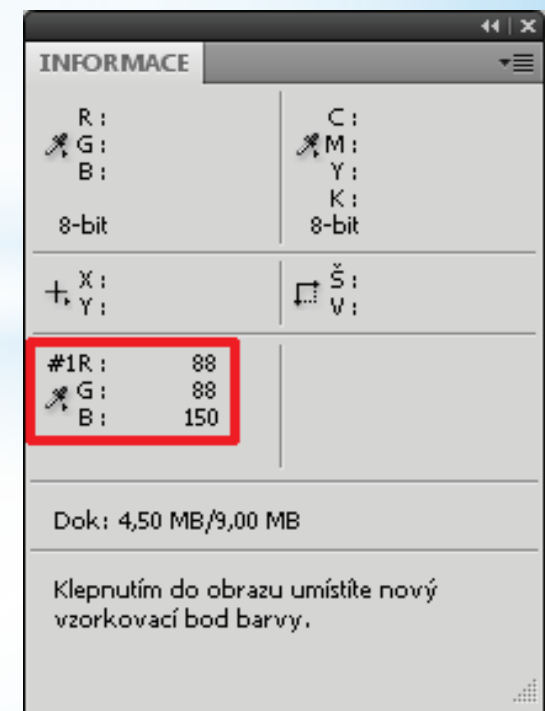 INFORMACE
R :
G :
B :
8-bit
C :
M :
Y :
K :
8-bit
X :
Y :
Š :
V :
#1R : 88
G : 88
B : 150
Dok: 4,50 MB/9,00 MB
Klepnutím do obrazu umístíte nový
vzorkovací bod barvy.